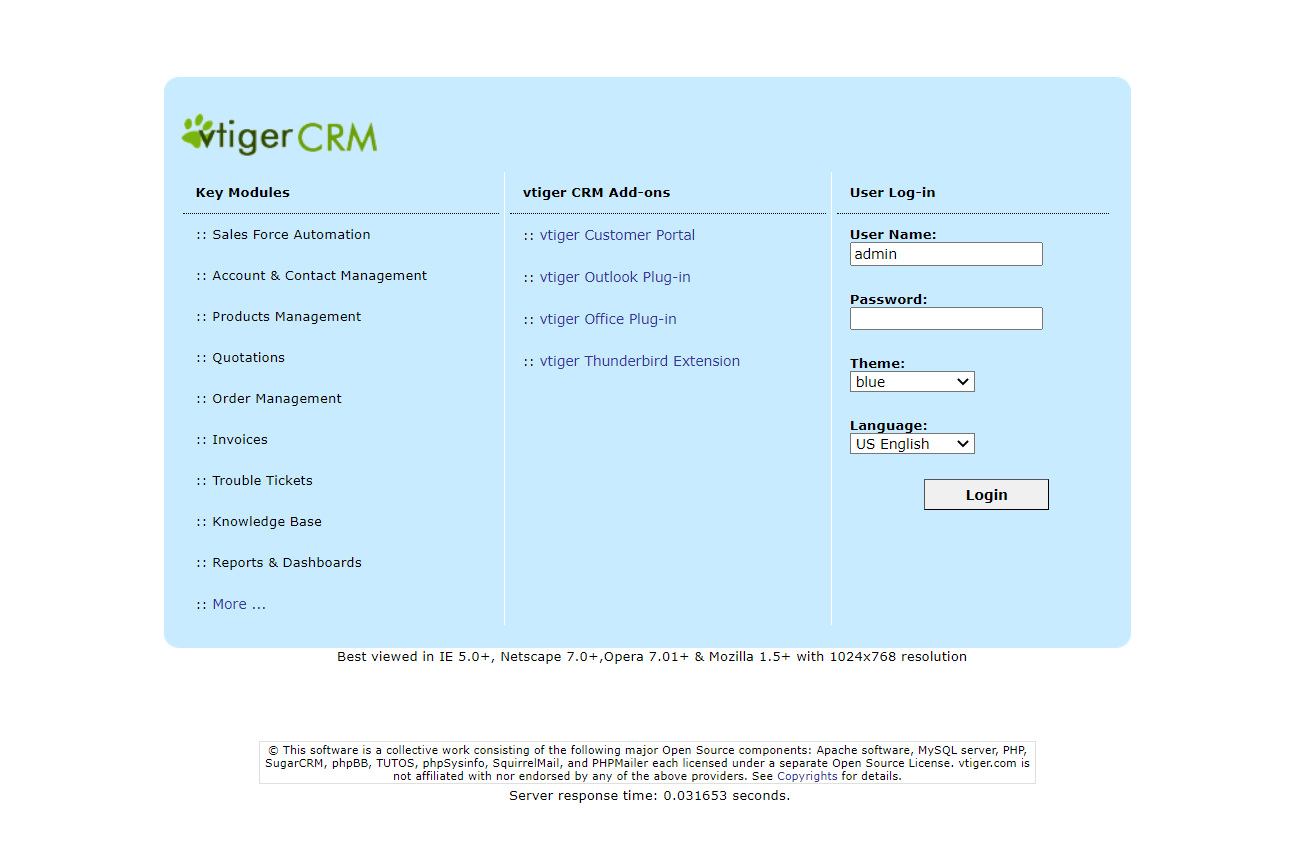 vtiger CRM
Key Modules
:: Sales Force Automation
:: Account & Contact Management
:: Products Management
:: Quotations
:: Order Management
:: Invoices
:: Trouble Tickets
:: Knowledge Base
:: Reports & Dashboards
:: More ...
vtiger CRM Add-ons
:: vtiger Customer Portal
:: vtiger Outlook Plug-in
:: vtiger Office Plug-in
:: vtiger Thunderbird Extension
User Log-in
User Name:
admin
Password:
Theme:
blue
Language:
US English
Login
Best viewed in IE 5.0+, Netscape 7.0+,Opera 7.01+ & Mozilla 1.5+ with 1024x768 resolution
© This software is a collective work consisting of the following major Open Source components: Apache software, MySQL server, PHP,
SugarCRM, phpBB, TUTOS, phpSysinfo, SquirrelMail, and PHPMailer each licensed under a separate Open Source License. vtiger.com is
not affiliated with nor endorsed by any of the above providers. See Copyrights for details.
Server response time: 0.031653 seconds.